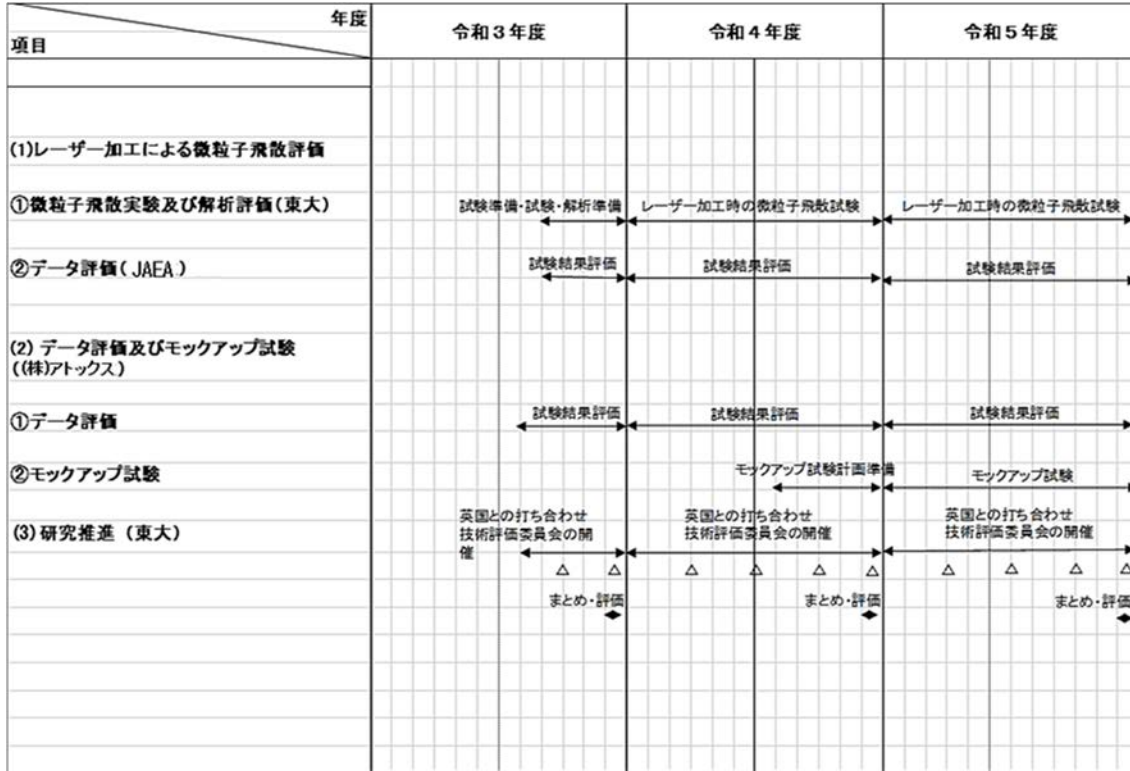 年度
項目
令和3年度
令和4年度
令和5年度
(1)レーザー加工による微粒子飛散評価
①微粒子飛散実験及び解析評価(東大)
試験準備・試験・解析準備
レーザー加工時の微粒子飛散試験
レーザー加工時の微粒子飛散試験
②データ評価(JAEA)
試験結果評価
試験結果評価
試験結果評価
(2) データ評価及びモックアップ試験
((株)アトックス)
①データ評価
試験結果評価
試験結果評価
試験結果評価
②モックアップ試験
モックアップ試験計画準備
モックアップ試験
(3)研究推進 (東大)
英国との打ち合わせ
技術評価委員会の開
催
英国との打ち合わせ
技術評価委員会の開催
英国との打ち合わせ
技術評価委員会の開催
まとめ・評価
まとめ・評価
まとめ・評価